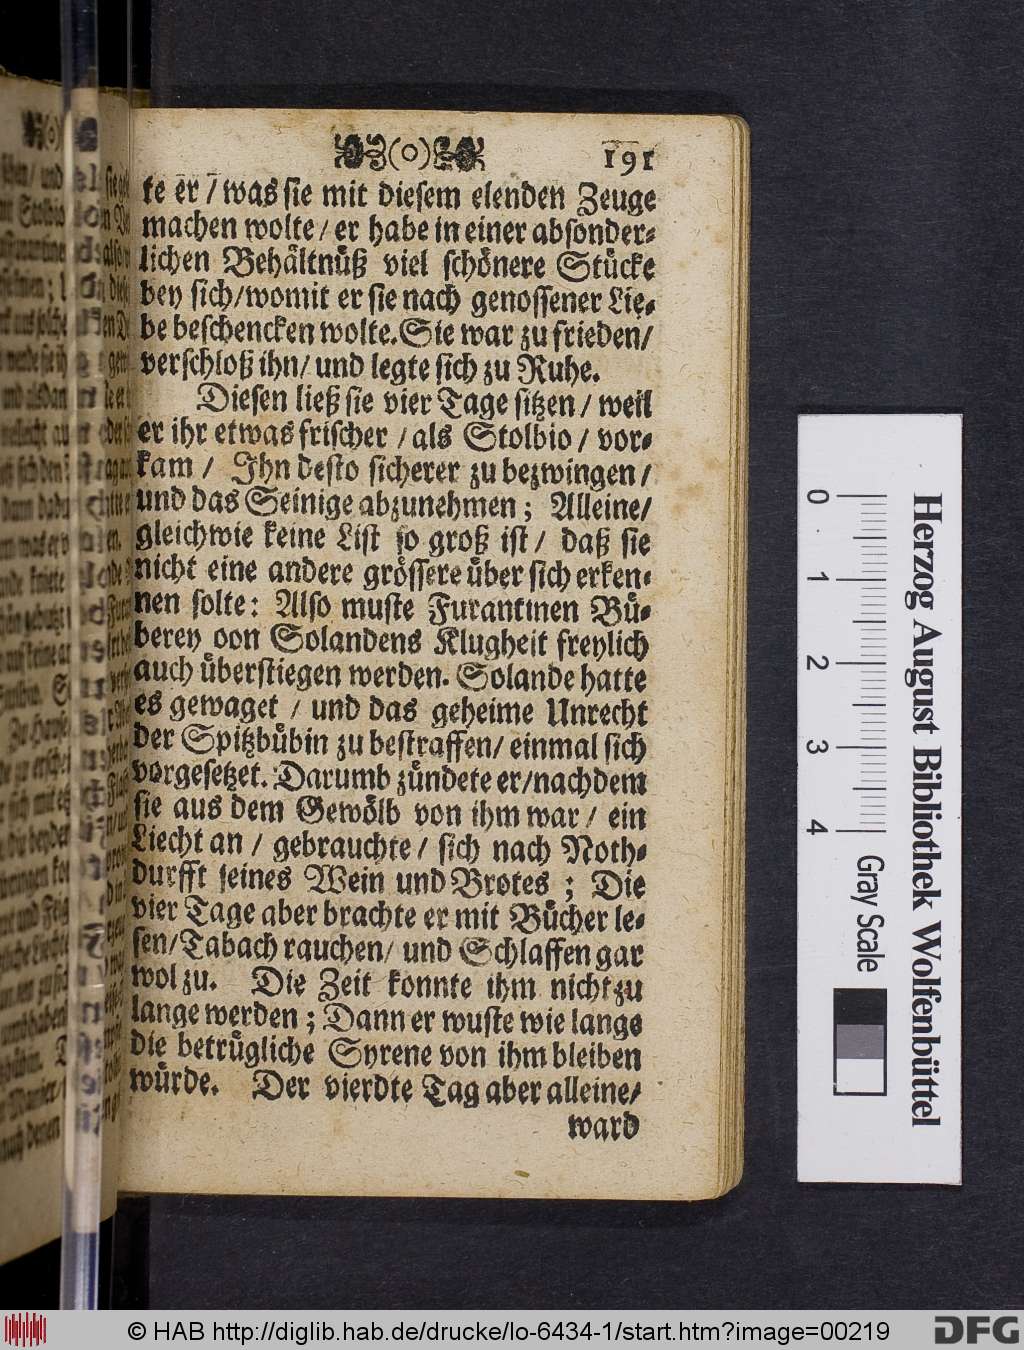 (o) 191
te er / was sie mit diesem elenden Zeuge
machen wolte / er habe in einer absonder-
lichen Behältnüß viel schönere Stücke
bey sich/womit er sie nach genossener Lie-
be beschencken wolte. Sie war zu frieden/
verschloß ihn/ und legte sich zu Ruhe.
Diesen ließ sie vier Tage sitzen / weil
er ihr etwas frischer / als Stolbio / vor-
kam / Ihn desto sicherer zu bezwingen /
und das Seinige abzunehmen ; Alleine/
gleichwie keine List so groß ist / daß sie
nicht eine andere grössere über sich erken-
nen solte: Also muste Furantinen Bü-
berey oon Solandens Klugheit freylich
auch überstiegen werden. Solande hatte
es gewaget / und das geheime Unrecht
der Spitzbübin zu bestraffen/ einmal sich
vorgesetzet. Darumb zündete er/nachdem
sie aus dem Gewölb von ihm war / ein
Liecht an / gebrauchte / sich nach Noth-
durfft seines Wein und Brotes ; Die
vier Tage aber brachte er mit Bücher le-
sen/Tabach rauchen/ und Schlaffen gar
wol zu. Die Zeit konnte ihm nicht zu
lange werden ; Dann er wuste wie lange
die betrügliche Syrene von ihm bleiben
würde. Der vierdte Tag aber alleine/
ward
0 1 2 3 4
Gray Scale
Herzog August Bibliothek Wolfenbüttel
© HAB http://diglib.hab.de/drucke/lo-6434-1/start.htm?image=00219
DFG